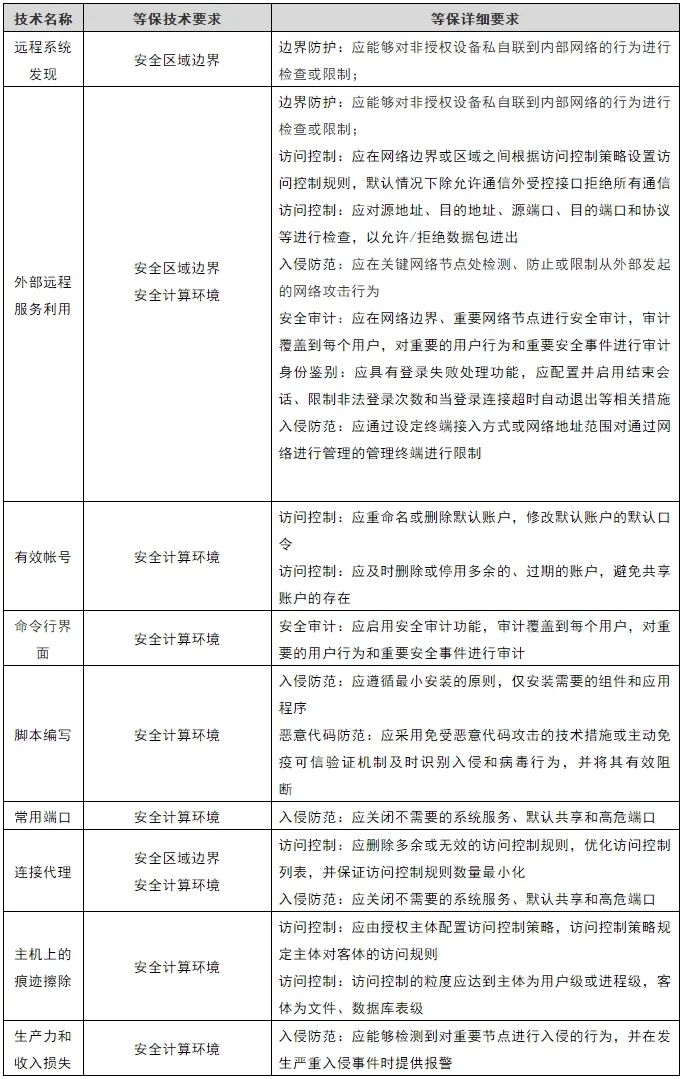 技术名称 等保技术要求 等保详细要求
远程系统
发现
安全区域边界
边界防护：应能够对非授权设备私自联到内部网络的行为进行
检查或限制；
外部远程
服务利用
安全区域边界
安全计算环境
边界防护：应能够对非授权设备私自联到内部网络的行为进行
检查或限制；
访问控制：应在网络边界或区域之间根据访问控制策略设置访
问控制规则，默认情况下除允许通信外受控接口拒绝所有通信
访问控制：应对源地址、目的地址、源端口、目的端口和协议
等进行检查，以允许/拒绝数据包进出
入侵防范：应在关键网络节点处检测、防止或限制从外部发起
的网络攻击行为
安全审计：应在网络边界、重要网络节点进行安全审计，审计
覆盖到每个用户，对重要的用户行为和重要安全事件进行审计
身份鉴别：应具有登录失败处理功能，应配置并启用结束会
话、限制非法登录次数和当登录连接超时自动退出等相关措施
入侵防范：应通过设定终端接入方式或网络地址范围对通过网
络进行管理的管理终端进行限制
有效帐号
安全计算环境
访问控制：应重命名或删除默认账户，修改默认账户的默认口
令
访问控制：应及时删除或停用多余的、过期的账户，避免共享
账户的存在
命令行界
面
安全计算环境
安全审计：应启用安全审计功能，审计覆盖到每个用户，对重
要的用户行为和重要安全事件进行审计
脚本编写
安全计算环境
入侵防范：应遵循最小安装的原则，仅安装需要的组件和应用
程序
恶意代码防范：应采用免受恶意代码攻击的技术措施或主动免
疫可信验证机制及时识别入侵和病毒行为，并将其有效阻
断
常用端口
安全计算环境
入侵防范：应关闭不需要的系统服务、默认共享和高危端口
连接代理
安全区域边界
安全计算环境
访问控制：应删除多余或无效的访问控制规则，优化访问控制
列表，并保证访问控制规则数量最小化
入侵防范：应关闭不需要的系统服务、默认共享和高危端口
主机上的
痕迹擦除
安全计算环境
访问控制：应由授权主体配置访问控制策略，访问控制策略规
定主体对客体的访问规则
访问控制：访问控制的粒度应达到主体为用户级或进程级，客
体为文件、数据库表级
生产力和
收入损失
安全计算环境
入侵防范：应能够检测到对重要节点进行入侵的行为，并在发
生严重入侵事件时提供报警